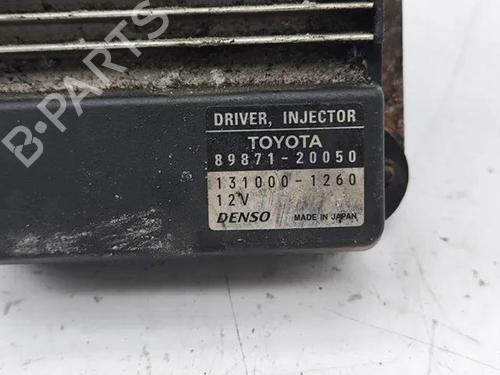 B-PARTS
DRIVER, INJECTOR
TOYOTA
89871-20050
131000-1260
12V
DENSO MADE IN JAPAN